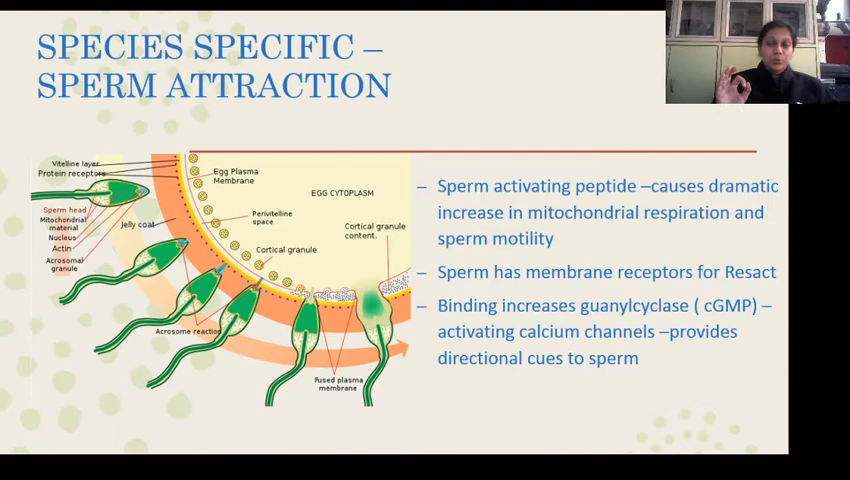 SPECIES SPECIFIC –
SPERM ATTRACTION
Vitelline layer
Protein receptors
Egg Plasma
Membrane
EGG CYTOPLASM
Sperm head
Mitochondrial
material
Nucleus
Actin
Acrosomal
granule
Jelly coat
Perivitelline
space
Cortical granule
Cortical granule
content.
Acrosome reaction
Fused plasma
membrane
– Sperm activating peptide –causes dramatic
increase in mitochondrial respiration and
sperm motility
– Sperm has membrane receptors for Resact
– Binding increases guanylcyclase ( cGMP) –
activating calcium channels –provides
directional cues to sperm